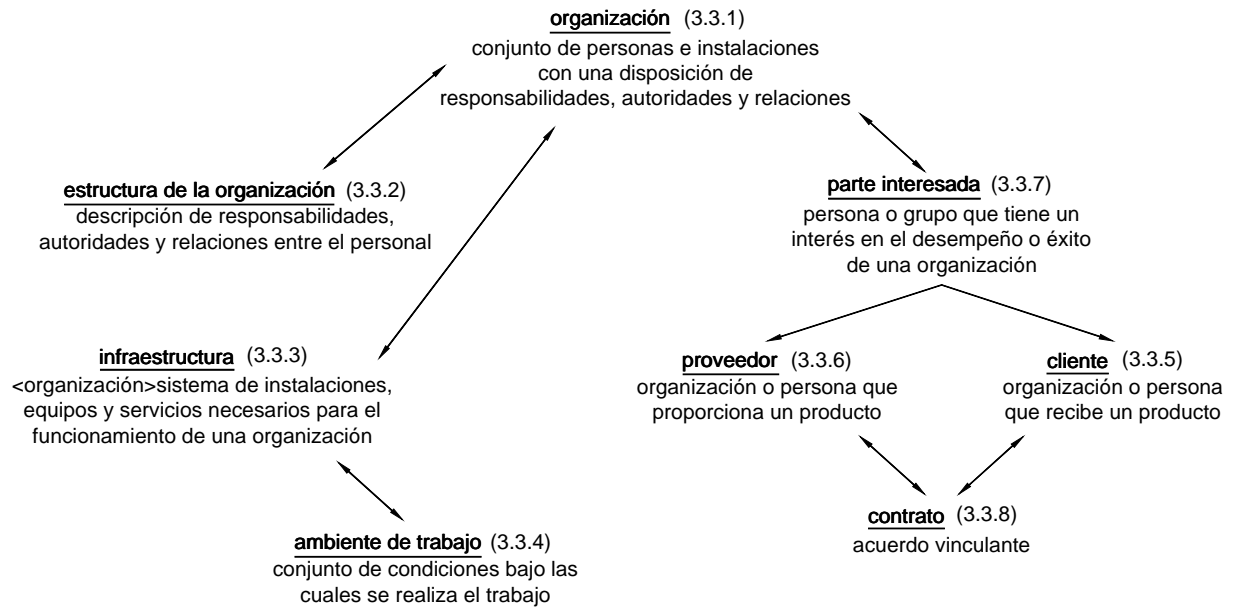 organización (3.3.1)
conjunto de personas e instalaciones
con una disposición de
responsabilidades, autoridades y relaciones
estructura de la organización (3.3.2)
descripción de responsabilidades,
autoridades y relaciones entre el personal
parte interesada (3.3.7)
persona o grupo que tiene un
interés en el desempeño o éxito
de una organización
infraestructura (3.3.3)
<organización>sistema de instalaciones,
equipos y servicios necesarios para el
funcionamiento de una organización
proveedor (3.3.6)
organización o persona que
proporciona un producto
cliente (3.3.5)
organización o persona
que recibe un producto
ambiente de trabajo (3.3.4)
conjunto de condiciones bajo las
cuales se realiza el trabajo
contrato (3.3.8)
acuerdo vinculante